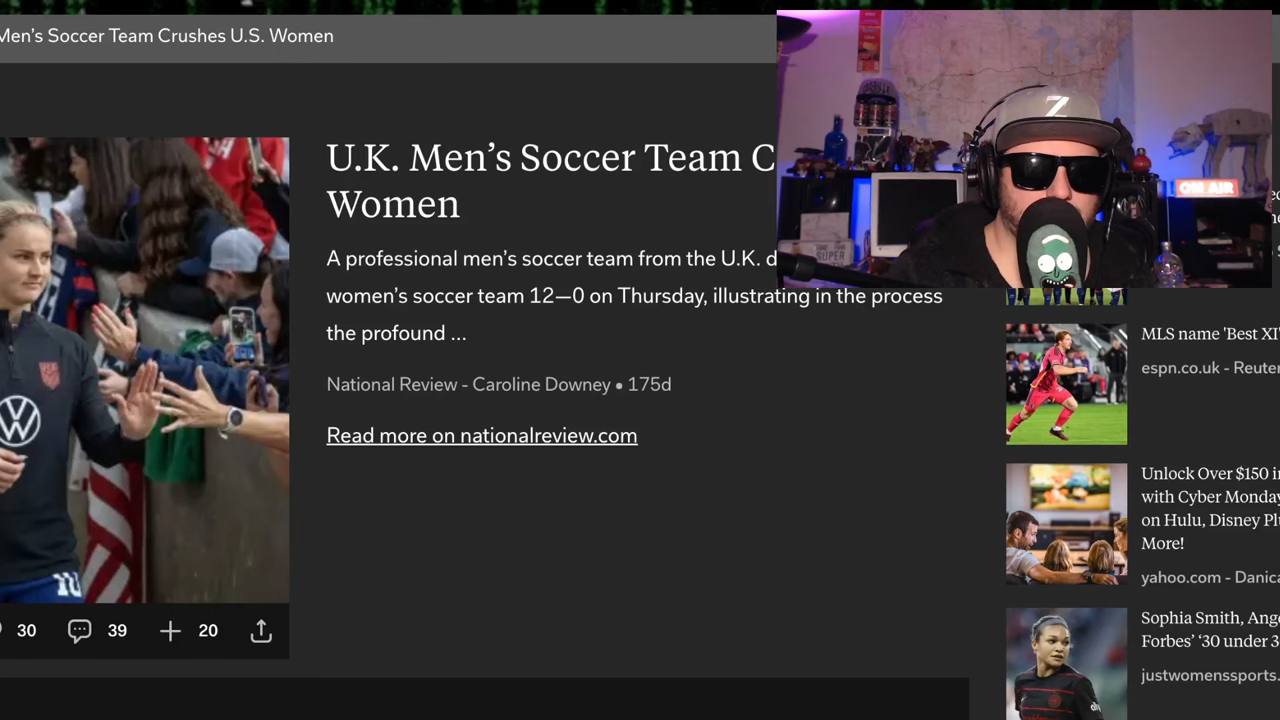 Men's Soccer Team Crushes U.S. Women
U.K. Men's Soccer Team C
Women
A professional men's soccer team from the U.K. d
women's soccer team 12—0 on Thursday, illustrating in the process
the profound ...
National Review - Caroline Downey • 175d
Read more on nationalreview.com
30
39
20
10
Z
ON AIR
SUPER
MLS name 'Best XI'
espn.co.uk - Reuter
Unlock Over $150 i
with Cyber Monday
on Hulu, Disney Pl
More!
yahoo.com - Danic
Sophia Smith, Ang
Forbes' '30 under 3
justwomenssports.